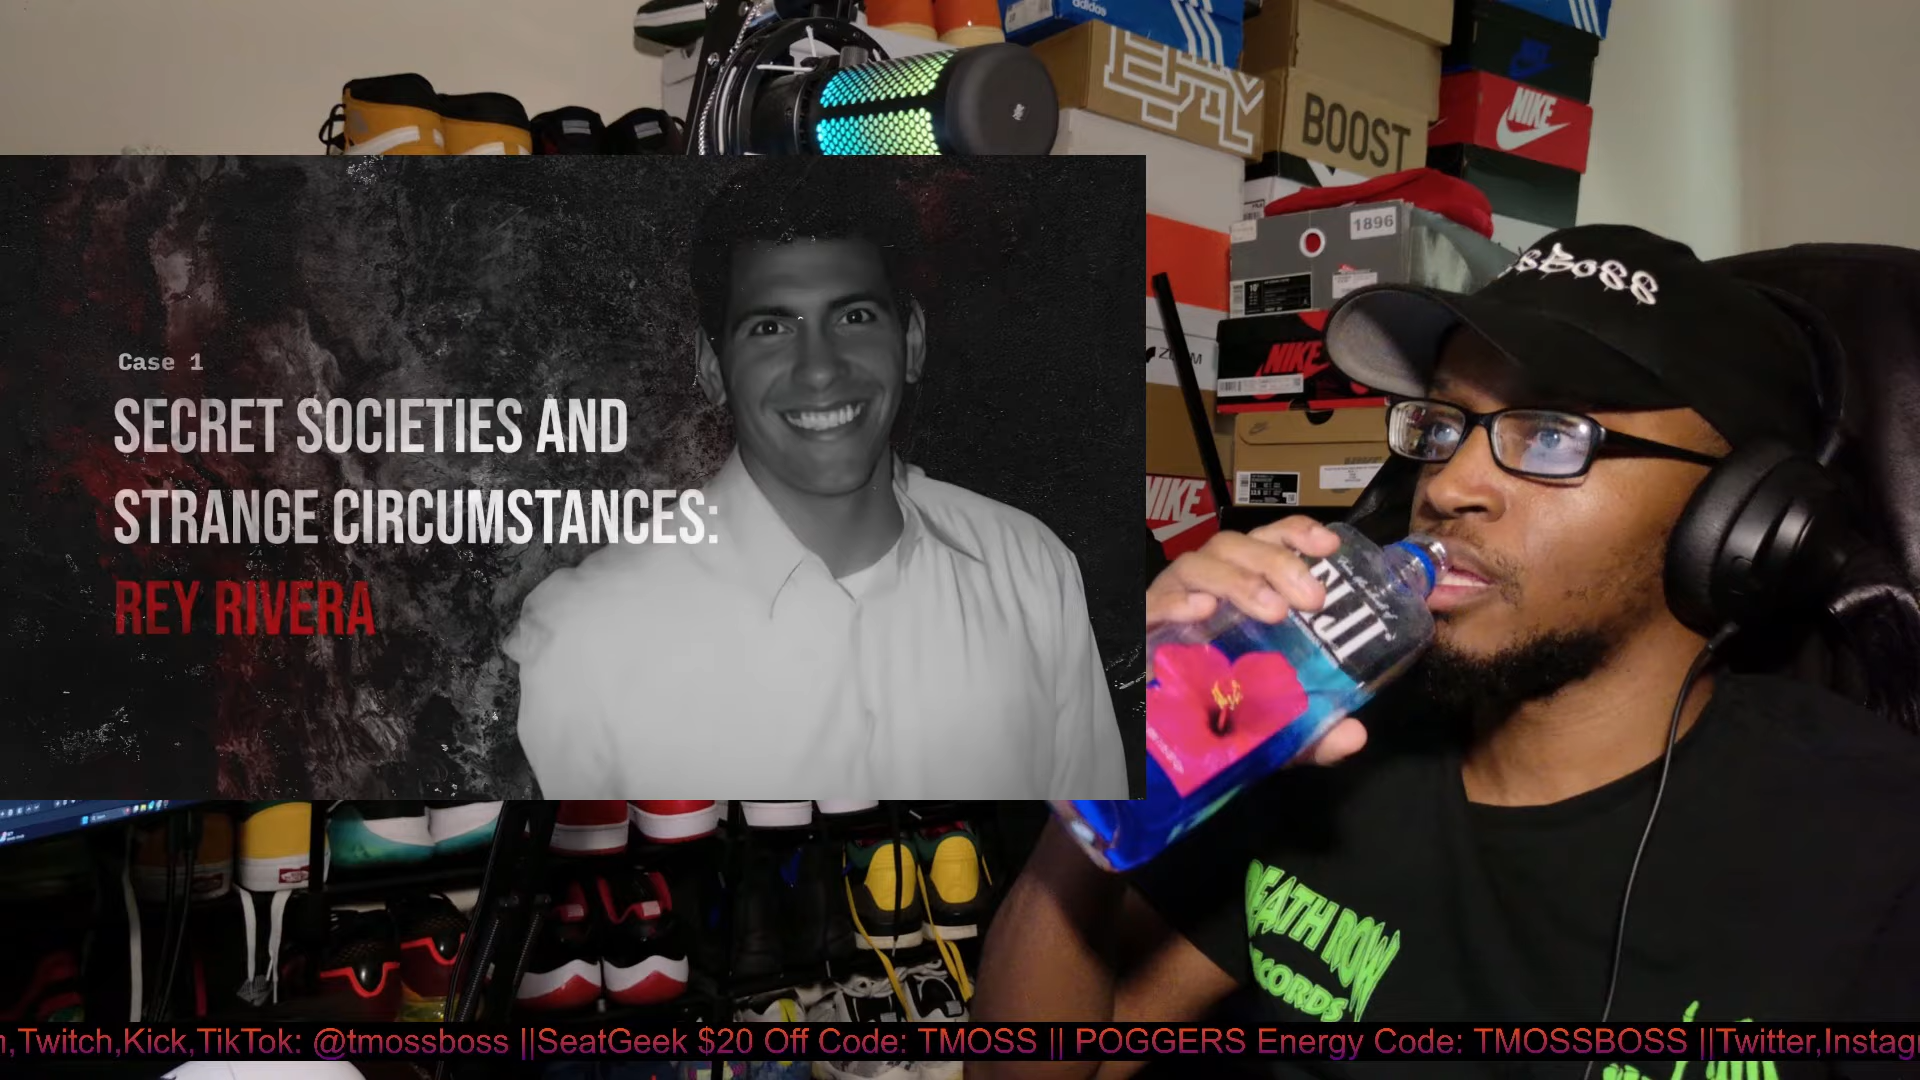 adidas
BOOST
NIKE
1896
sBoss
Case 1
SECRET SOCIETIES AND
STRANGE CIRCUMSTANCES:
REY RIVERA
NIKE
NIKE
FIJI
DEATH ROW
RECORDS
,Twitch,Kick,TikTok: @tmossboss ||SeatGeek $20 Off Code: TMOSS || POGGERS Energy Code: TMOSSBOSS ||Twitter,Instag